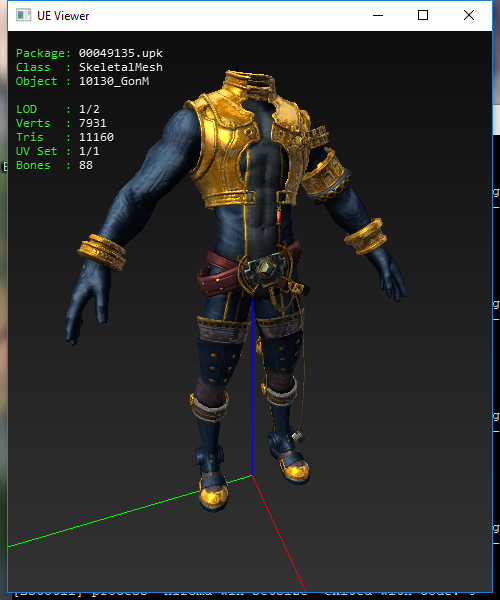 UE Viewer
Package: 00049135.upk
Class  : SkeletalMesh
Object : 10130_GonM
LOD    : 1/2
Verts  : 7931
Tris   : 11160
UV Set : 1/1
Bones  : 88